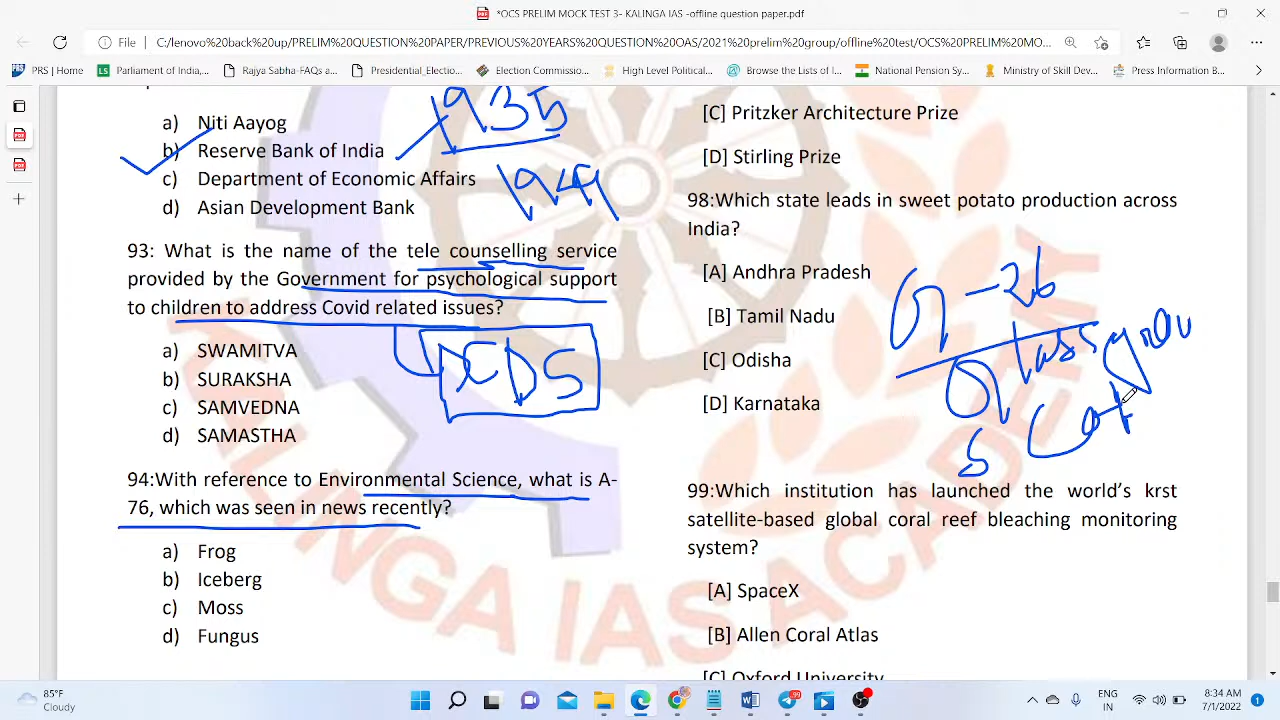 *OCS PRELIM MOCK TEST 3- KALINGA IAS -offline question paper.pdf
File
C:/lenovo%20back%20up/PRELIM%20QUESTION%20PAPER/PREVIOUS%20YEARS%20QUESTION%20OAS/2021%20prelim%20group/offline%20test/OCS%20PRELIM%20MO...
PRS | Home
Parliament of India,...
Rajya Sabha-FAQs a...
Presidential_Electio...
Election Commissio...
High Level Political...
Browse the Lists of I...
National Pension Sy...
Ministry of Skill Dev...
Press Information B...
a) Niti Aayog
b) Reserve Bank of India
c) Department of Economic Affairs
d) Asian Development Bank
1935
1949
93: What is the name of the tele counselling service
provided by the Government for psychological support
to children to address Covid related issues?
a) SWAMITVA
b) SURAKSHA
c) SAMVEDNA
d) SAMASTHA
94:With reference to Environmental Science, what is A-
76, which was seen in news recently?
a) Frog
b) Iceberg
c) Moss
d) Fungus
[C] Pritzker Architecture Prize
[D] Stirling Prize
98:Which state leads in sweet potato production across
India?
[A] Andhra Pradesh
[B] Tamil Nadu
[C] Odisha
[D] Karnataka
99:Which institution has launched the world's krst
satellite-based global coral reef bleaching monitoring
system?
[A] SpaceX
[B] Allen Coral Atlas
[C] Oxford University
KALINGA IAS ACADEMY
85°F
Cloudy
99
ENG
IN
8:34 AM
7/1/2022
1